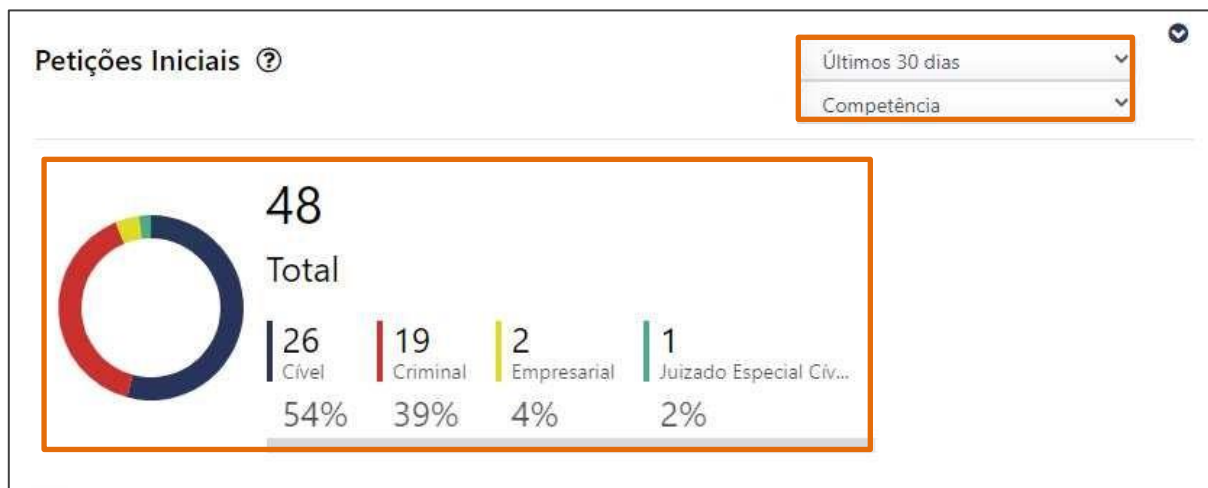 Petições Iniciais ?
Últimos 30 dias
Competência
48
Total
26
Cível
54%
19
Criminal
39%
2
Empresarial
4%
1
Juizado Especial Cív...
2%